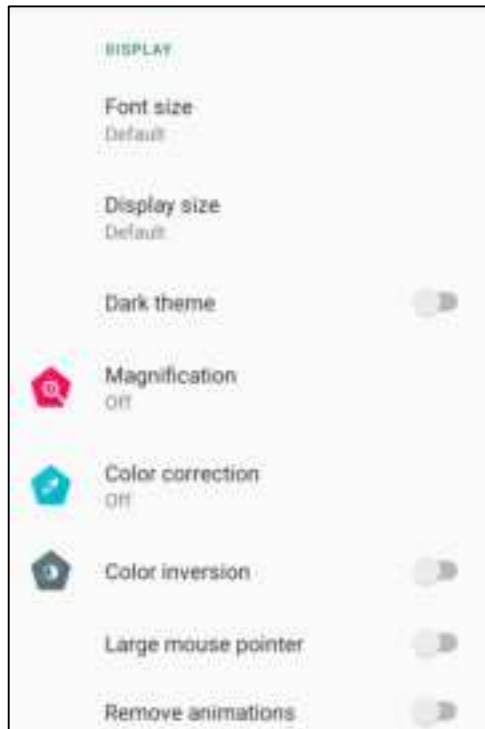 DISPLAY
Font size
Default
Display size
Default
Dark theme
Magnification
Off
Color correction
Off
Color inversion
Large mouse pointer
Remove animations